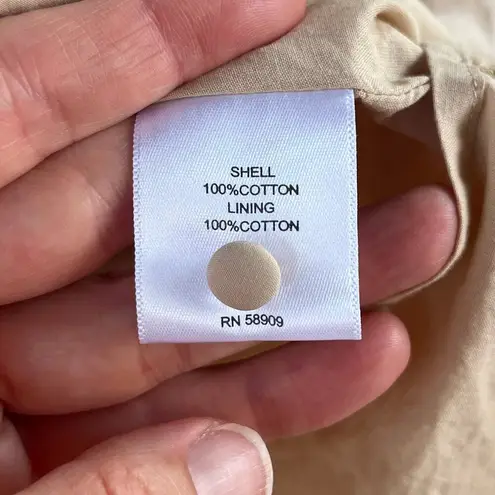 SHELL
100%COTTON
LINING
100%COTTON
RN 58909